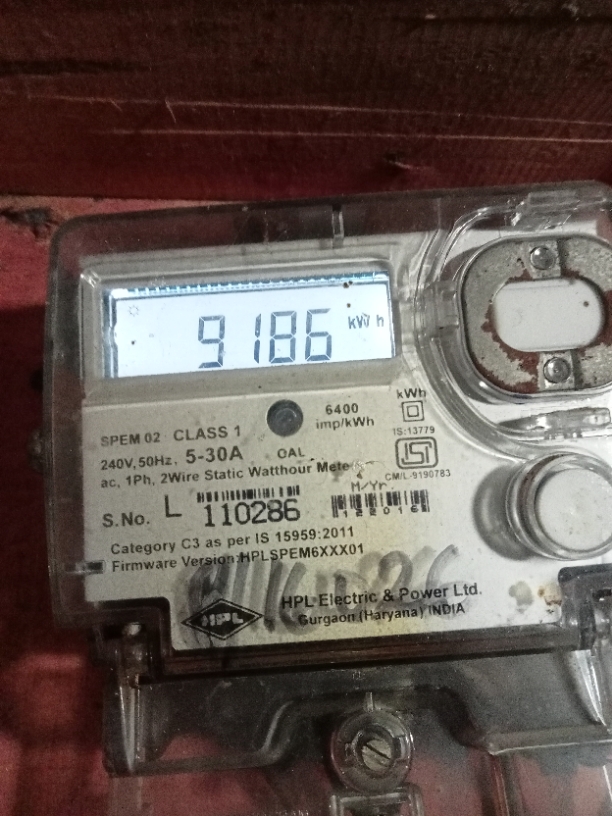 9186 kWh
kWh
6400
imp/kWh
IS:13779
SPEM 02 CLASS 1
240V,50Hz, 5-30A OAL
ac, 1Ph, 2Wire Static Watthour Meter
CM/L-9190783
M/Yr
S.No. L 110286
122016
Category C3 as per IS 15959:2011
Firmware Version:HPLSPEM6XXX01
HPL
HPL Electric & Power Ltd.
Gurgaon (Haryana) INDIA